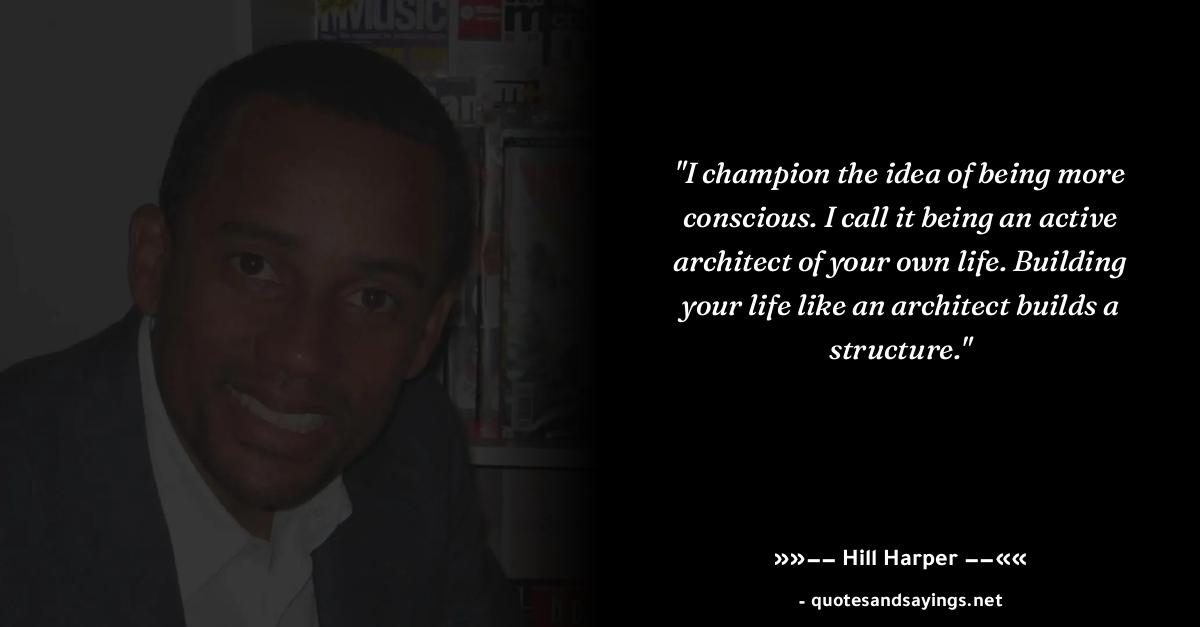 MUSIC
"I champion the idea of being more
conscious. I call it being an active
architect of your own life. Building
your life like an architect builds a
structure."
»»−− Hill Harper −−««
- quotesandsayings.net